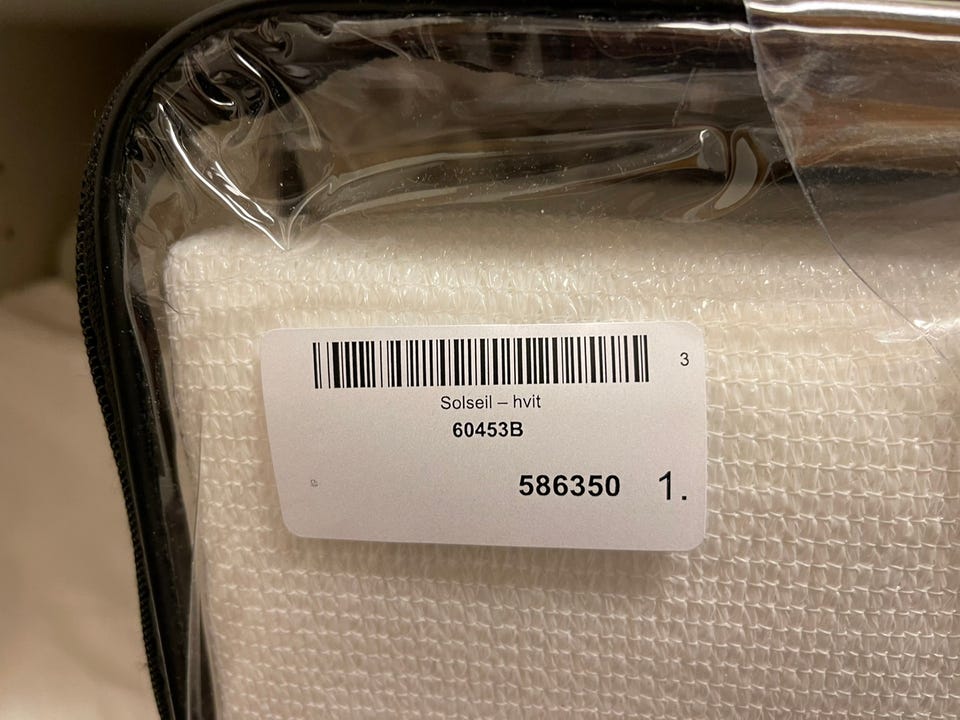 3
Solseil – hvit
60453B
586350 1.